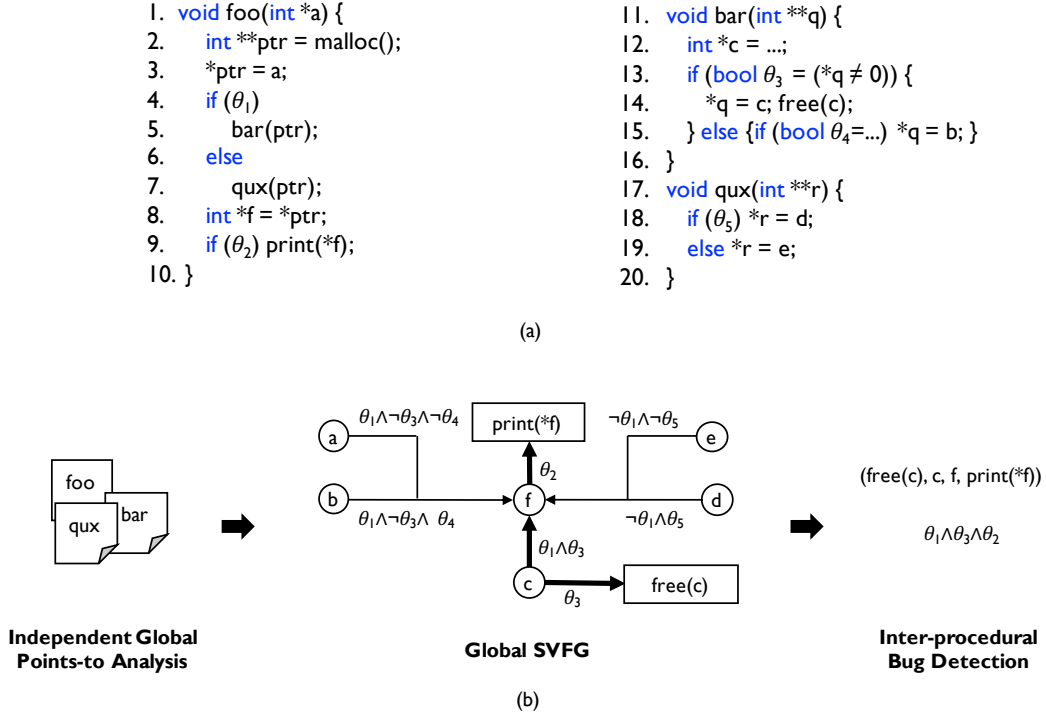 1. void foo(int *a) {
2. int **ptr = malloc();
3. *ptr = a;
4. if (θ₁)
5. bar(ptr);
6. else
7. qux(ptr);
8. int *f = *ptr;
9. if (θ₂) print(*f);
10. }
11. void bar(int **q) {
12. int *c = ...;
13. if (bool θ₃ = (*q ≠ 0)) {
14. *q = c; free(c);
15. } else {if (bool θ₄=...) *q = b; }
16. }
17. void qux(int **r) {
18. if (θ₅) *r = d;
19. else *r = e;
20. }
(a)
foo
qux
bar
Independent Global
Points-to Analysis
θ₁∧¬θ₃∧¬θ₄
print(*f)
¬θ₁∧¬θ₅
a
e
θ₂
b
f
d
θ₁∧¬θ₃∧ θ₄
¬θ₁∧θ₅
θ₁∧θ₃
c
free(c)
θ₃
Global SVFG
(free(c), c, f, print(*f))
θ₁∧θ₃∧θ₂
Inter-procedural
Bug Detection
(b)